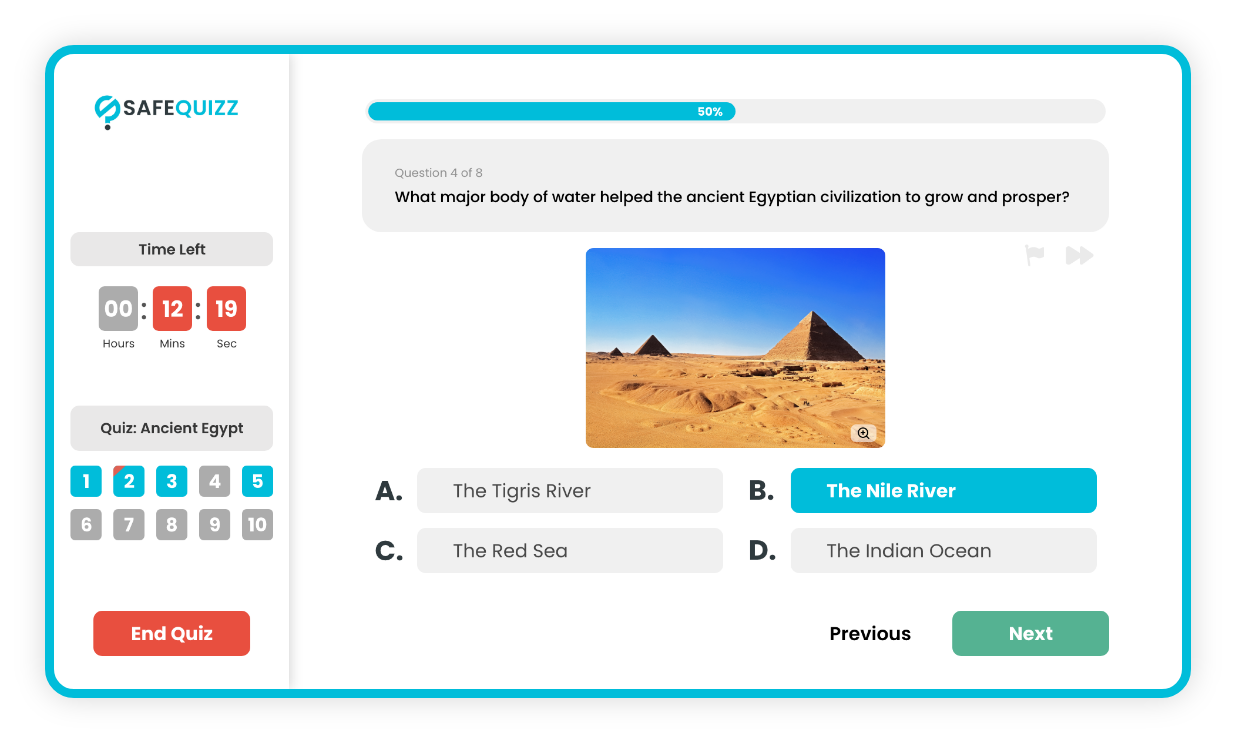 SAFEQUIZZ
50%
Question 4 of 8
What major body of water helped the ancient Egyptian civilization to grow and prosper?
Time Left
00 : 12 : 19
Hours Mins Sec
Quiz: Ancient Egypt
1 2 3 4 5
6 7 8 9 10
A. The Tigris River B. The Nile River
C. The Red Sea D. The Indian Ocean
End Quiz
Previous Next